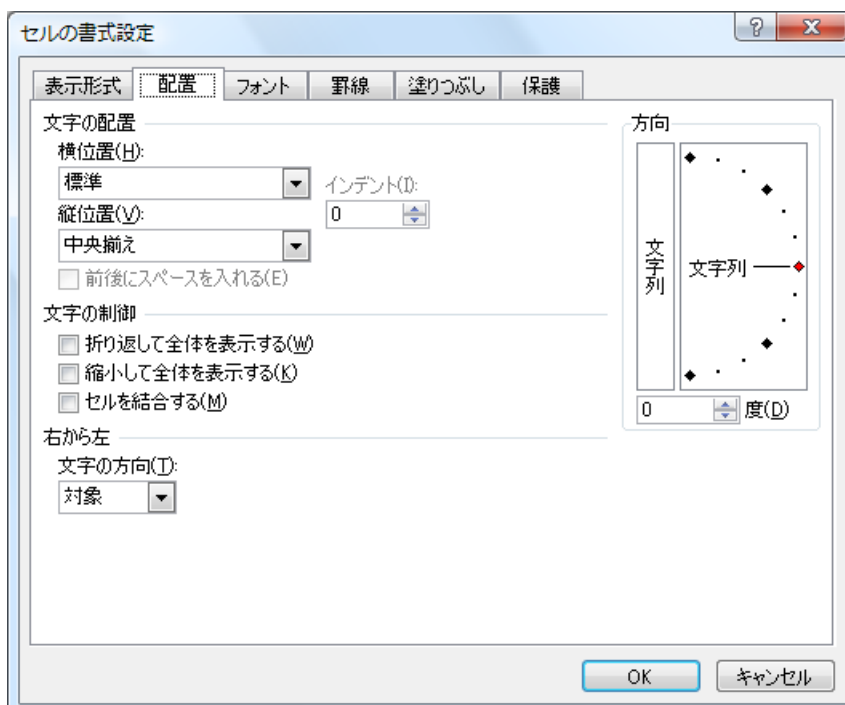 セルの書式設定
表示形式 配置 フォント 罫線 塗りつぶし 保護
文字の配置
横位置(H):
標準
インデント(I):
縦位置(V):
0
中央揃え
前後にスペースを入れる(E)
文字の制御
折り返して全体を表示する(W)
縮小して全体を表示する(K)
セルを結合する(M)
右から左
文字の方向(T):
対象
方向
文字列
文字列
0 度(D)
OK キャンセル